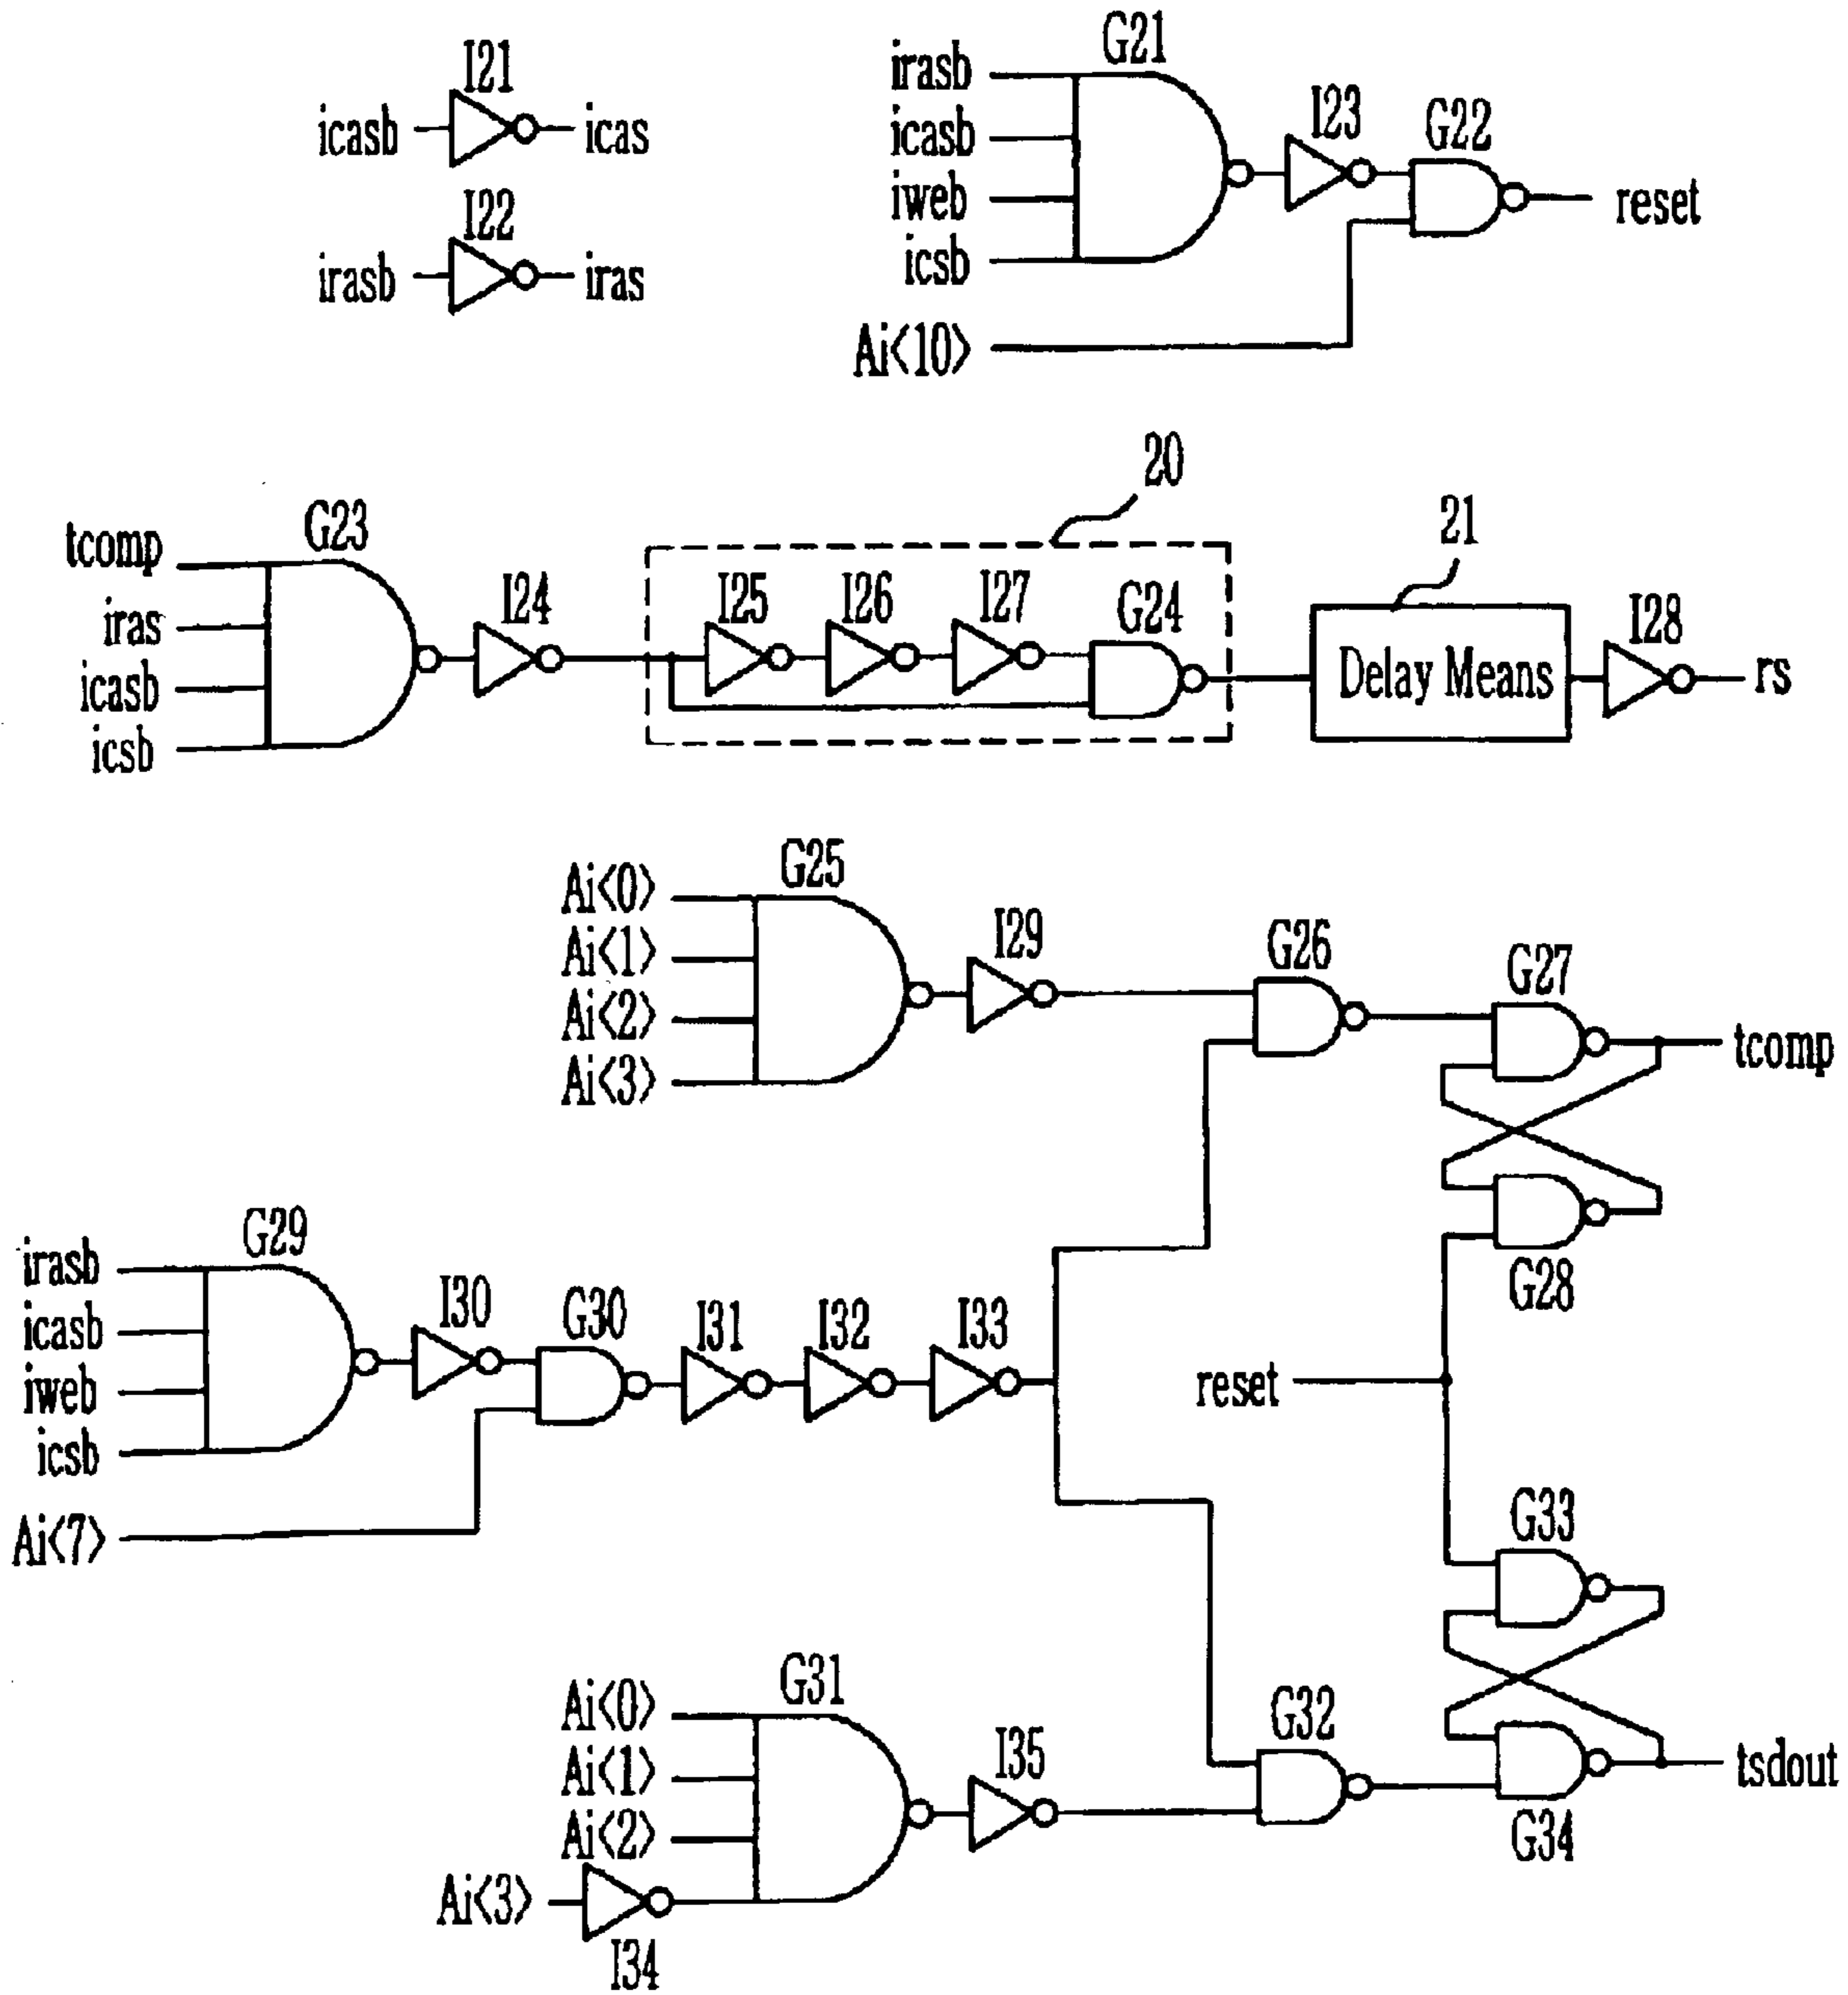 I21
icasb
icas
I22
irasb
iras
G21
irasb
icasb
iweb
icsb
Ai<10>
I23
G22
reset
20
21
G23
tcomp
iras
icasb
icsb
I24
I25
I26
I27
G24
Delay Means
I28
rs
G25
Ai<0>
Ai<1>
Ai<2>
Ai<3>
I29
G26
G27
tcomp
G28
G29
irasb
icasb
iweb
icsb
Ai<7>
I30
G30
I31
I32
I33
reset
G33
G31
Ai<0>
Ai<1>
Ai<2>
Ai<3>
I34
I35
G32
tsdout
G34